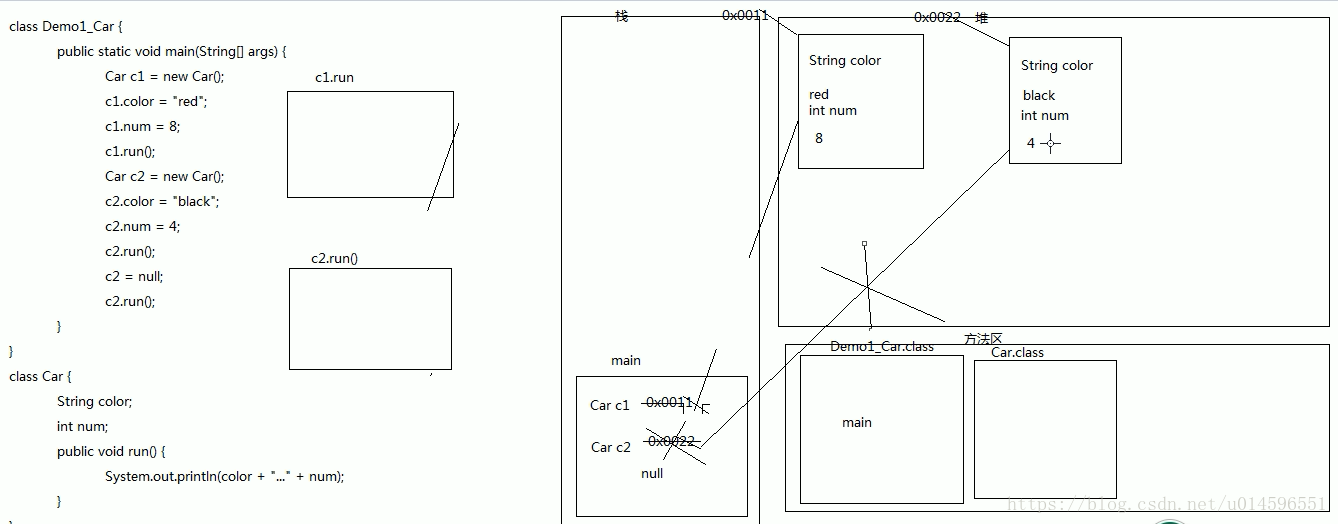 class Demo1_Car {
public static void main(String[] args) {
Car c1 = new Car();
c1.color = "red";
c1.num = 8;
c1.run();
Car c2 = new Car();
c2.color = "black";
c2.num = 4;
c2.run();
c2 = null;
c2.run();
}
}
class Car {
String color;
int num;
public void run() {
System.out.println(color + "..." + num);
}
}
c1.run
c2.run()
栈
main
Car c1 0x0011
Car c2 0x0022
null
0x0011
0x0022 堆
String color
red
int num
8
String color
black
int num
4
方法区
Demo1_Car.class
main
Car.class
https://blog.csdn.net/u014596551